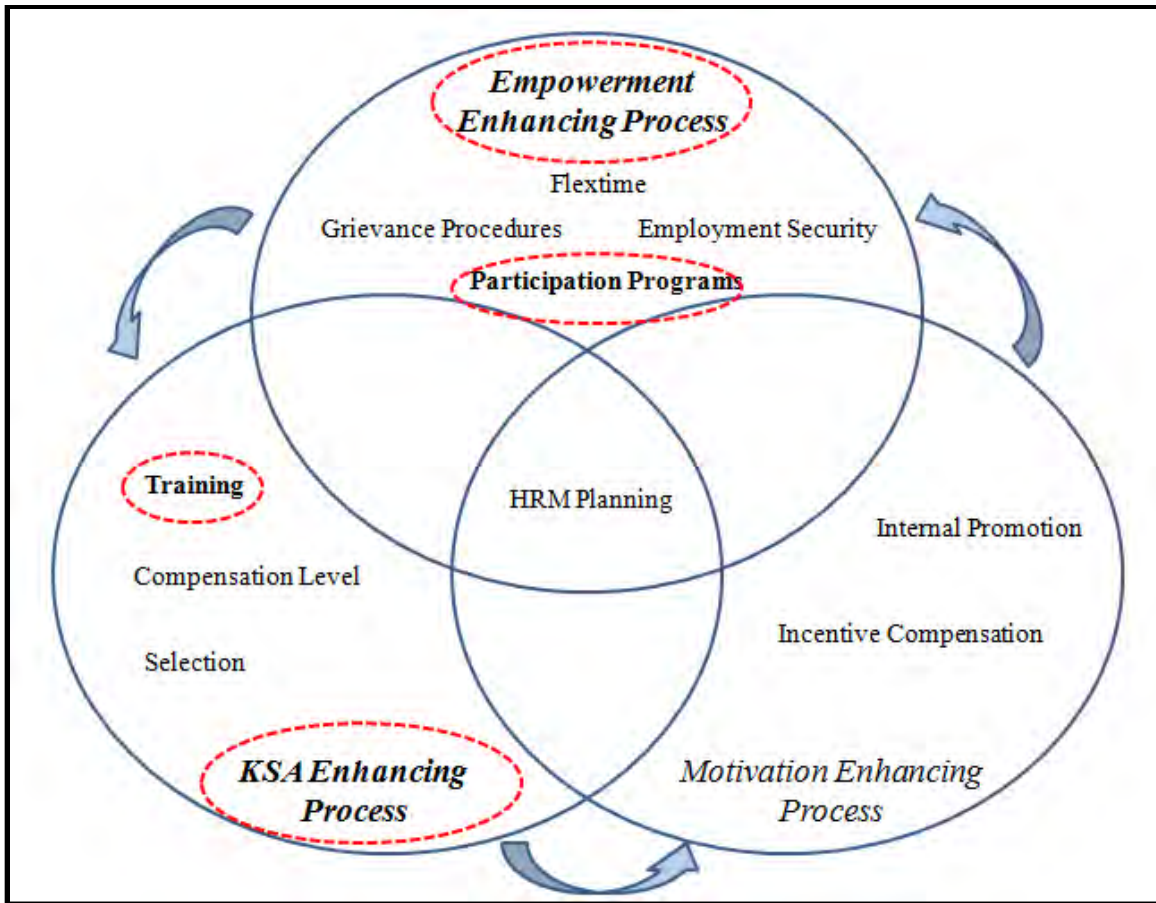 Empowerment
Enhancing Process
Flextime
Grievance Procedures
Employment Security
Participation Programs
Training
HRM Planning
Internal Promotion
Compensation Level
Incentive Compensation
Selection
KSA Enhancing
Process
Motivation Enhancing
Process